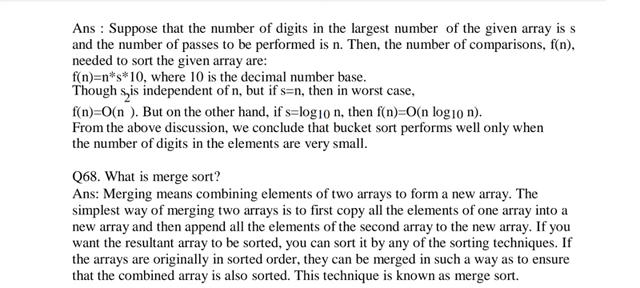 Ans : Suppose that the number of digits in the largest number of the given array is s
and the number of passes to be performed is n. Then, the number of comparisons, f(n),
needed to sort the given array are:
f(n)=n*s*10, where 10 is the decimal number base.
Though s is independent of n, but if s=n, then in worst case,
f(n)=O(n²). But on the other hand, if s=log₁₀ n, then f(n)=O(n log₁₀ n).
From the above discussion, we conclude that bucket sort performs well only when
the number of digits in the elements are very small.
Q68. What is merge sort?
Ans: Merging means combining elements of two arrays to form a new array. The
simplest way of merging two arrays is to first copy all the elements of one array into a
new array and then append all the elements of the second array to the new array. If you
want the resultant array to be sorted, you can sort it by any of the sorting techniques. If
the arrays are originally in sorted order, they can be merged in such a way as to ensure
that the combined array is also sorted. This technique is known as merge sort.